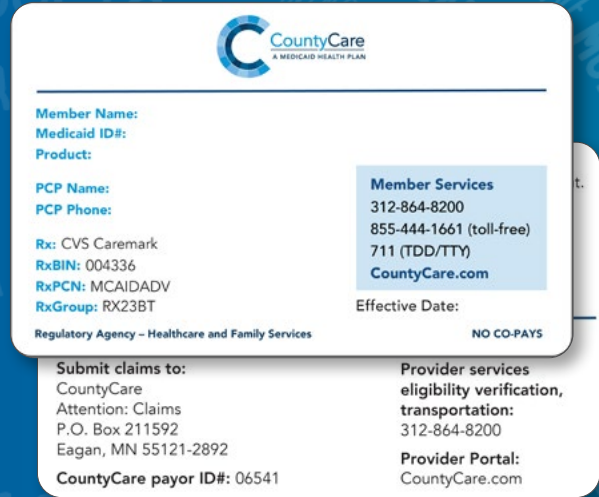 CountyCare
A MEDICAID HEALTH PLAN
Member Name:
Medicaid ID#:
Product:
PCP Name:
PCP Phone:
Rx: CVS Caremark
RxBIN: 004336
RxPCN: MCAIDADV
RxGroup: RX23BT
Member Services
312-864-8200
855-444-1661 (toll-free)
711 (TDD/TTY)
CountyCare.com
Effective Date:
Regulatory Agency – Healthcare and Family Services
NO CO-PAYS
t.
Submit claims to:
CountyCare
Attention: Claims
P.O. Box 211592
Eagan, MN 55121-2892
CountyCare payor ID#: 06541
Provider services
eligibility verification,
transportation:
312-864-8200
Provider Portal:
CountyCare.com